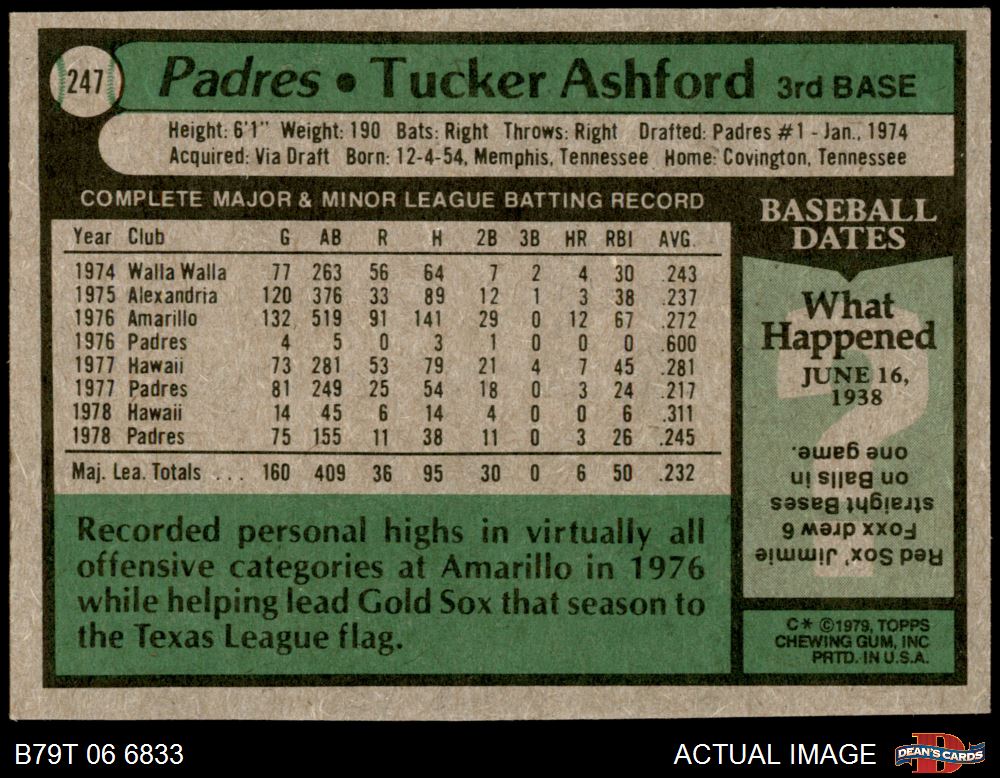 247 Padres • Tucker Ashford 3rd BASE
Height: 6'1" Weight: 190 Bats: Right Throws: Right Drafted: Padres #1 - Jan., 1974
Acquired: Via Draft Born: 12-4-54, Memphis, Tennessee Home: Covington, Tennessee
COMPLETE MAJOR & MINOR LEAGUE BATTING RECORD
Year Club G AB R H 2B 3B HR RBI AVG.
1974 Walla Walla 77 263 56 64 7 2 4 30 .243
1975 Alexandria 120 376 33 89 12 1 3 38 .237
1976 Amarillo 132 519 91 141 29 0 12 67 .272
1976 Padres 4 5 0 3 1 0 0 0 .600
1977 Hawaii 73 281 53 79 21 4 7 45 .281
1977 Padres 81 249 25 54 18 0 3 24 .217
1978 Hawaii 14 45 6 14 4 0 0 6 .311
1978 Padres 75 155 11 38 11 0 3 26 .245
Maj. Lea. Totals ... 160 409 36 95 30 0 6 50 .232
Recorded personal highs in virtually all
offensive categories at Amarillo in 1976
while helping lead Gold Sox that season to
the Texas League flag.
BASEBALL
DATES
What
Happened
JUNE 16,
1938
?
Red Sox' Jimmie
Foxx drew 6
straight Bases
on Balls in
one game.
C* ©1979, TOPPS
CHEWING GUM, INC
PRTD. IN U.S.A.
B79T 06 6833
ACTUAL IMAGE
D
DEAN'S CARDS